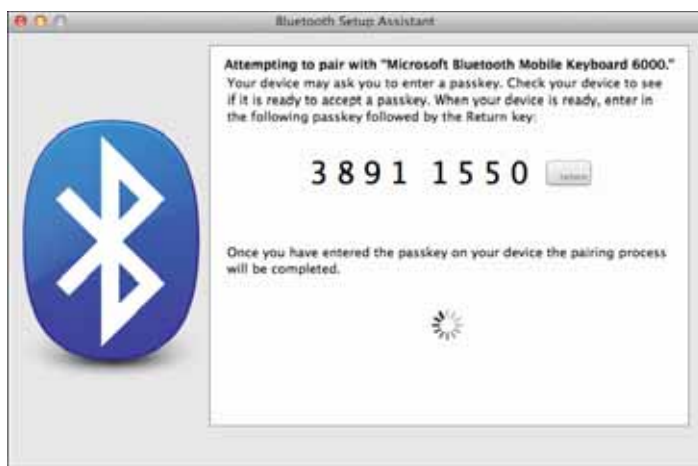 Bluetooth Setup Assistant
Attempting to pair with "Microsoft Bluetooth Mobile Keyboard 6000."
Your device may ask you to enter a passkey. Check your device to see
if it is ready to accept a passkey. When your device is ready, enter in
the following passkey followed by the Return key:
3891 1550 return
Once you have entered the passkey on your device the pairing process
will be completed.